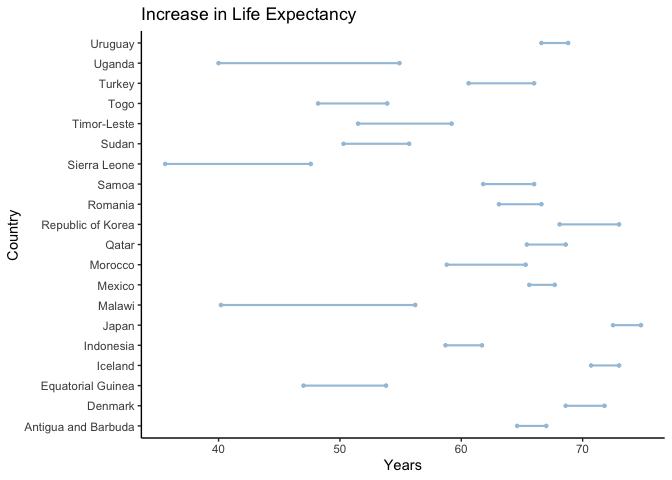 Increase in Life Expectancy
Uruguay
Uganda
Turkey
Togo
Timor-Leste
Sudan
Sierra Leone
Samoa
Romania
Republic of Korea
Qatar
Morocco
Mexico
Malawi
Japan
Indonesia
Iceland
Equatorial Guinea
Denmark
Antigua and Barbuda
Country
40 50 60 70
Years